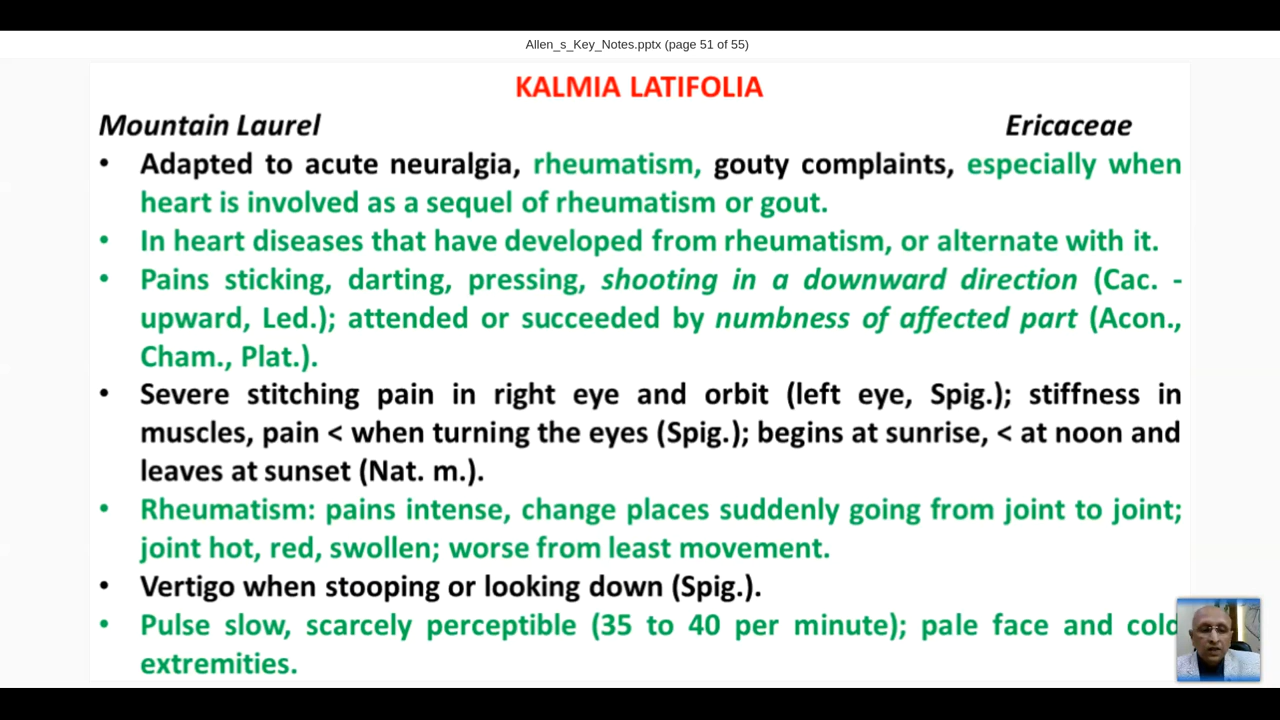 Allen_s_Key_Notes.pptx (page 51 of 55)
KALMIA LATIFOLIA
Mountain Laurel Ericaceae
• Adapted to acute neuralgia, rheumatism, gouty complaints, especially when
heart is involved as a sequel of rheumatism or gout.
• In heart diseases that have developed from rheumatism, or alternate with it.
• Pains sticking, darting, pressing, shooting in a downward direction (Cac. -
upward, Led.); attended or succeeded by numbness of affected part (Acon.,
Cham., Plat.).
• Severe stitching pain in right eye and orbit (left eye, Spig.); stiffness in
muscles, pain < when turning the eyes (Spig.); begins at sunrise, < at noon and
leaves at sunset (Nat. m.).
• Rheumatism: pains intense, change places suddenly going from joint to joint;
joint hot, red, swollen; worse from least movement.
• Vertigo when stooping or looking down (Spig.).
• Pulse slow, scarcely perceptible (35 to 40 per minute); pale face and cold
extremities.